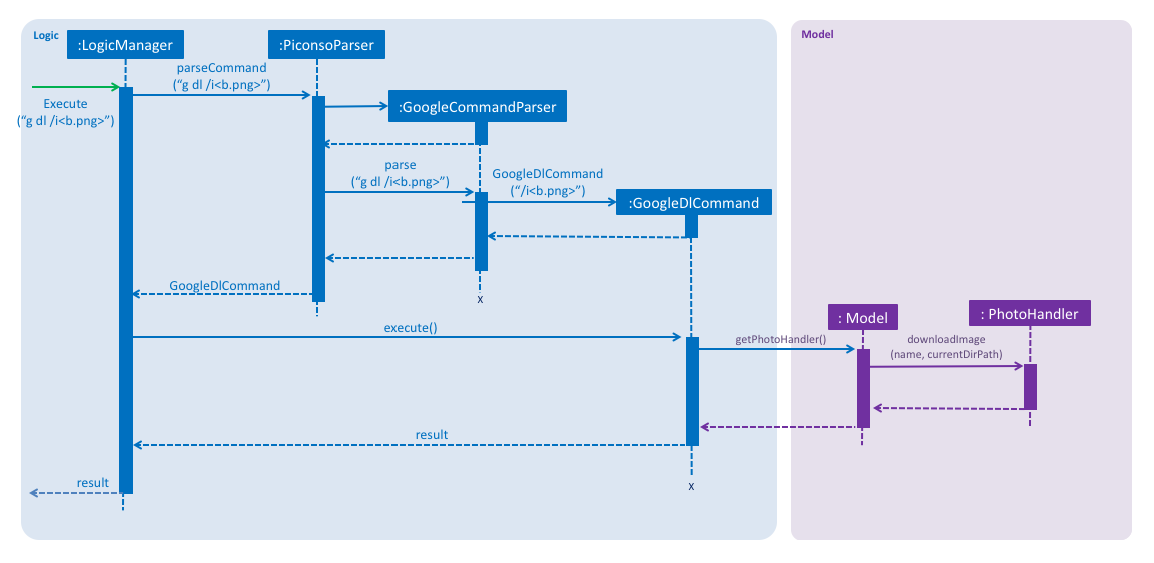 Logic
:LogicManager
:PiconsoParser
Model
parseCommand
(“g dl /i<b.png>”)
Execute
(“g dl /i<b.png>”)
:GoogleCommandParser
parse
(“g dl /i<b.png>”)
GoogleDlCommand
(“/i<b.png>”)
:GoogleDlCommand
GoogleDlCommand
x
: Model
: PhotoHandler
execute()
getPhotoHandler()
downloadImage
(name, currentDirPath)
result
result
x